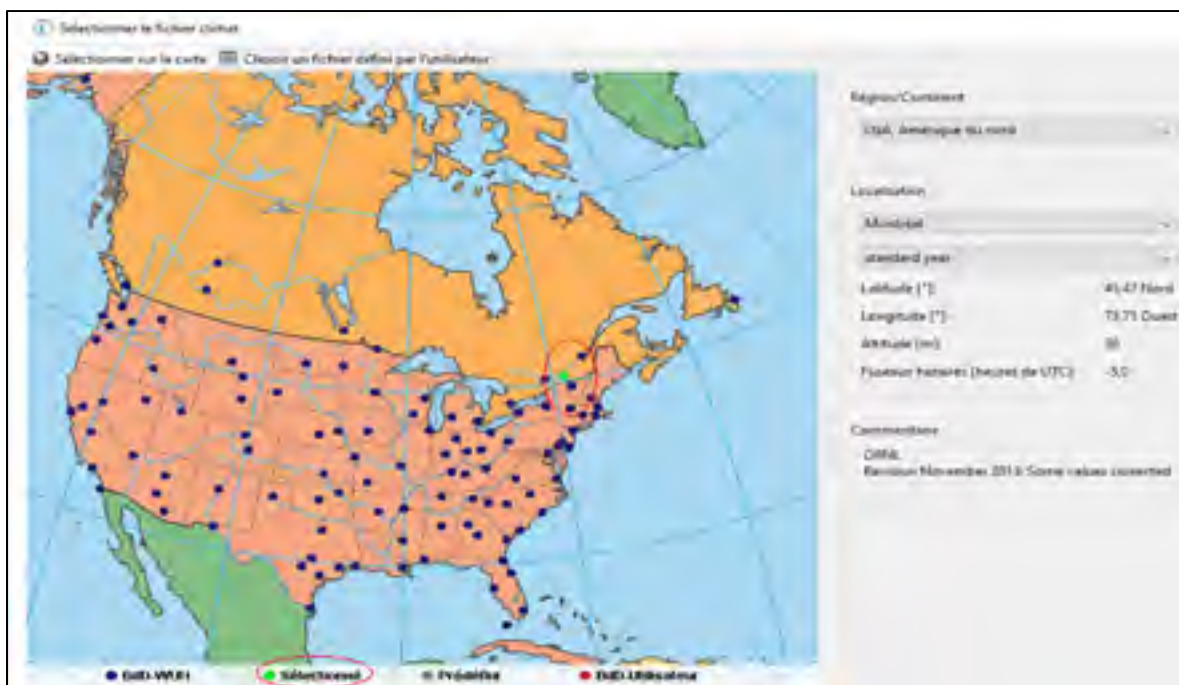 Sélectionner le fichier climat
Sélectionner sur la carte Choisir un fichier défini par l'utilisateur
Région/Continent
USA, Amérique du nord
Localisation
Montréal
standard year
Latitude [°] 45,47 Nord
Longitude [°] 73,75 Ouest
Altitude [m]
Fuseaux horaires (heures de UTC) -5,0
Commentaire
ORNL
Revision November 2013: Some values corrected
BdD-WUFI Sélectionné Prédéfini BdD-Utilisateur